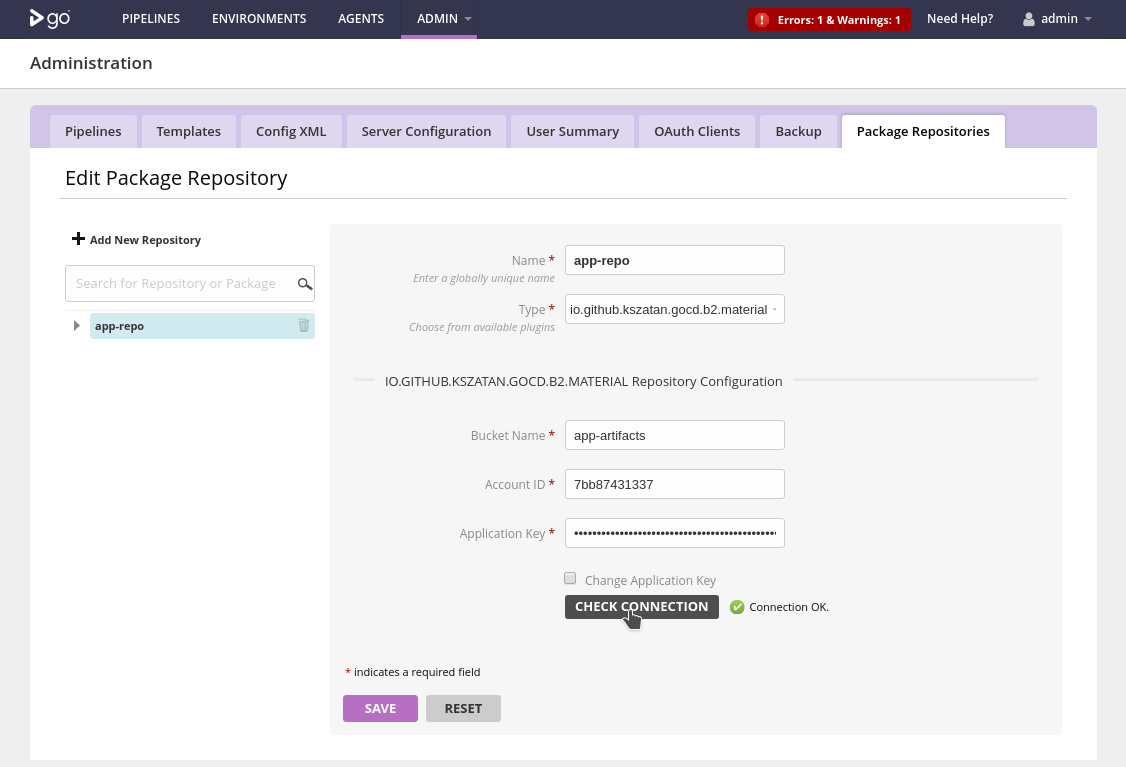 go PIPELINES ENVIRONMENTS AGENTS ADMIN Errors: 1 & Warnings: 1 Need Help? admin
Administration
Pipelines Templates Config XML Server Configuration User Summary OAuth Clients Backup Package Repositories
Edit Package Repository
Add New Repository
Search for Repository or Package
app-repo
Name * app-repo
Enter a globally unique name
Type * io.github.kszatan.gocd.b2.material
Choose from available plugins
IO.GITHUB.KSZATAN.GOCD.B2.MATERIAL Repository Configuration
Bucket Name * app-artifacts
Account ID * 7bb87431337
Application Key *
Change Application Key
CHECK CONNECTION Connection OK.
* indicates a required field
SAVE RESET